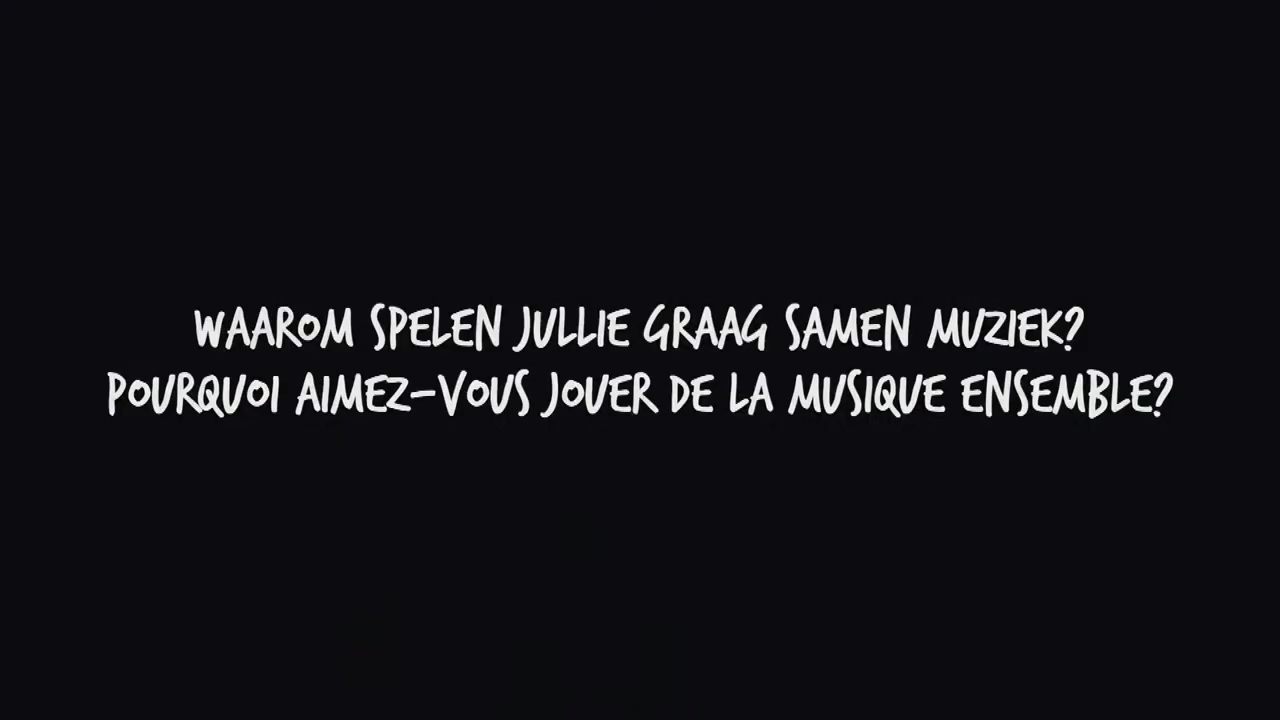 WAAROM SPELEN JULLIE GRAAG SAMEN MUZIEK?
POURQUOI AIMEZ-VOUS JOUER DE LA MUSIQUE ENSEMBLE?